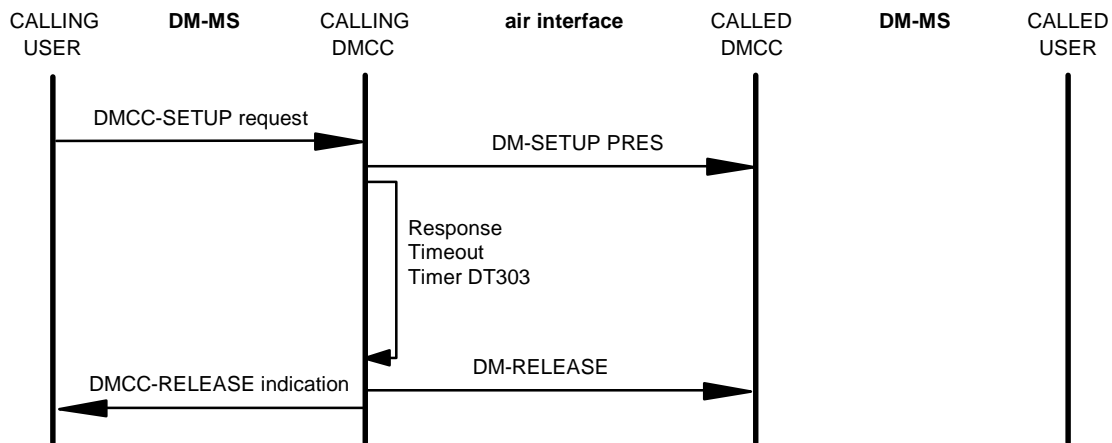 CALLING
USER
DM-MS
CALLING
DMCC
air interface
CALLED
DMCC
DM-MS
CALLED
USER
DMCC-SETUP request
DM-SETUP PRES
Response
Timeout
Timer DT303
DM-RELEASE
DMCC-RELEASE indication